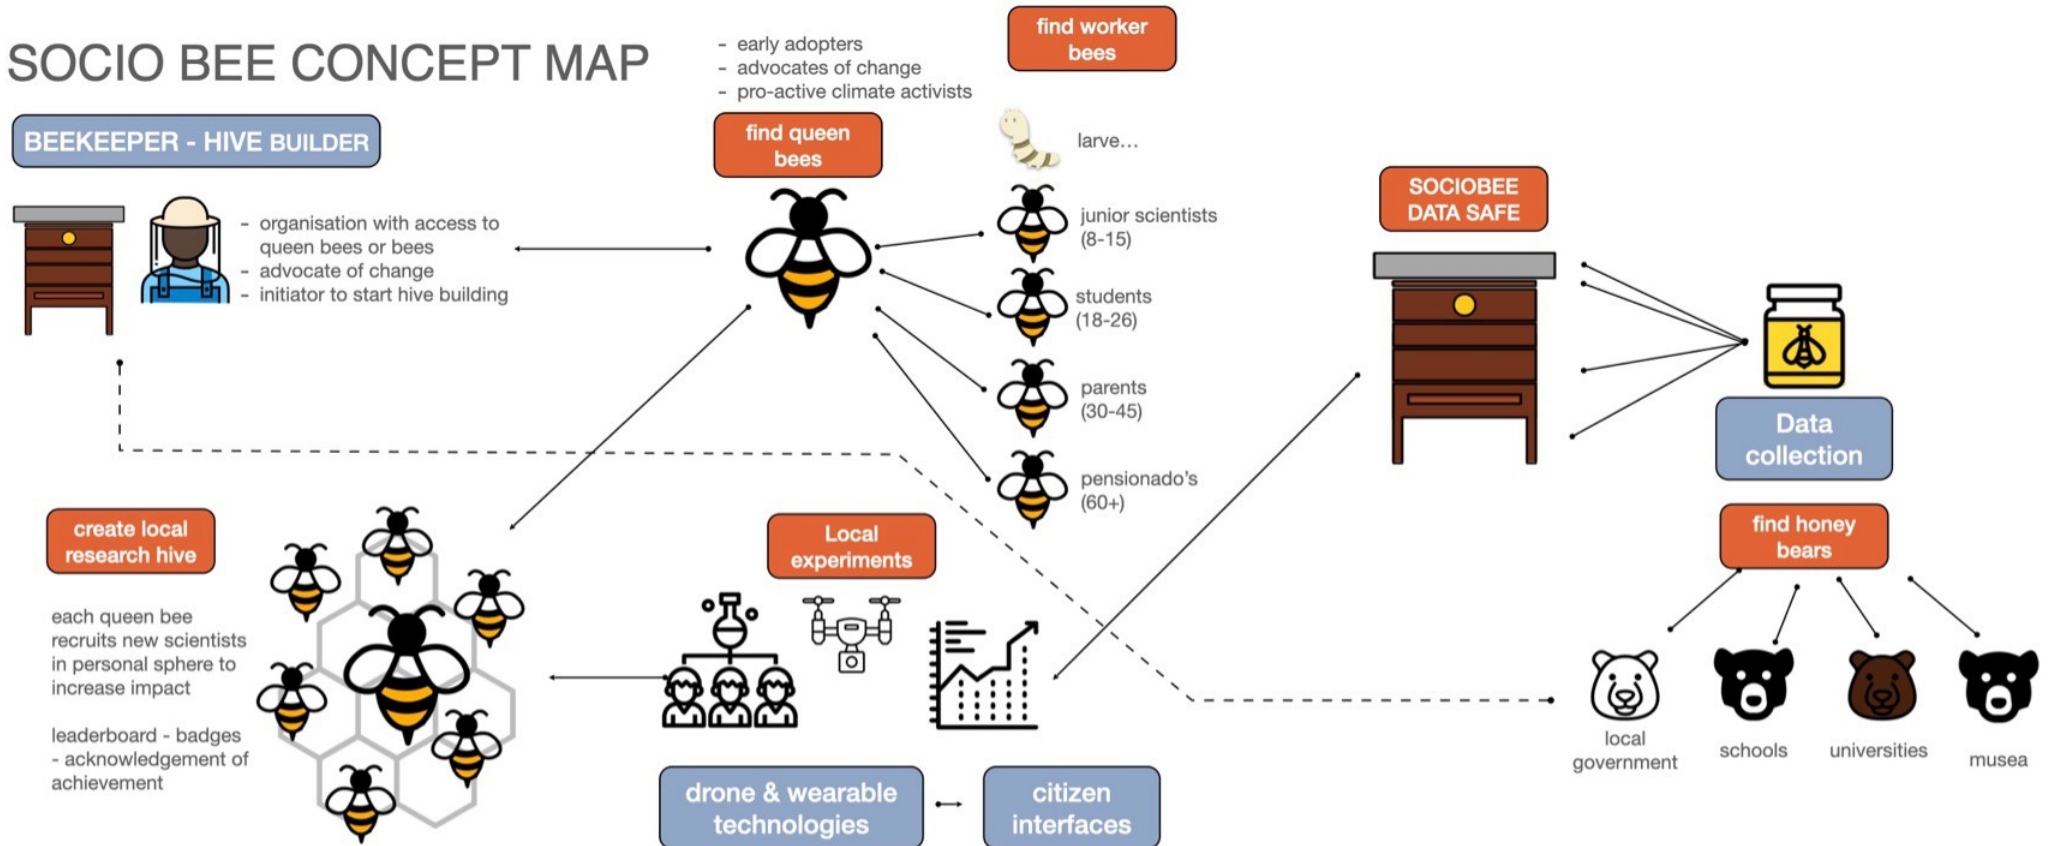 SOCIO BEE CONCEPT MAP
BEEKEEPER - HIVE BUILDER
- organisation with access to
queen bees or bees
- advocate of change
- initiator to start hive building
- early adopters
- advocates of change
- pro-active climate activists
find queen
bees
find worker
bees
larve...
junior scientists
(8-15)
students
(18-26)
parents
(30-45)
pensionado's
(60+)
SOCIOBEE
DATA SAFE
Data
collection
find honey
bears
local
government
schools
universities
musea
create local
research hive
each queen bee
recruits new scientists
in personal sphere to
increase impact
leaderboard - badges
- acknowledgement of
achievement
Local
experiments
drone & wearable
technologies
citizen
interfaces